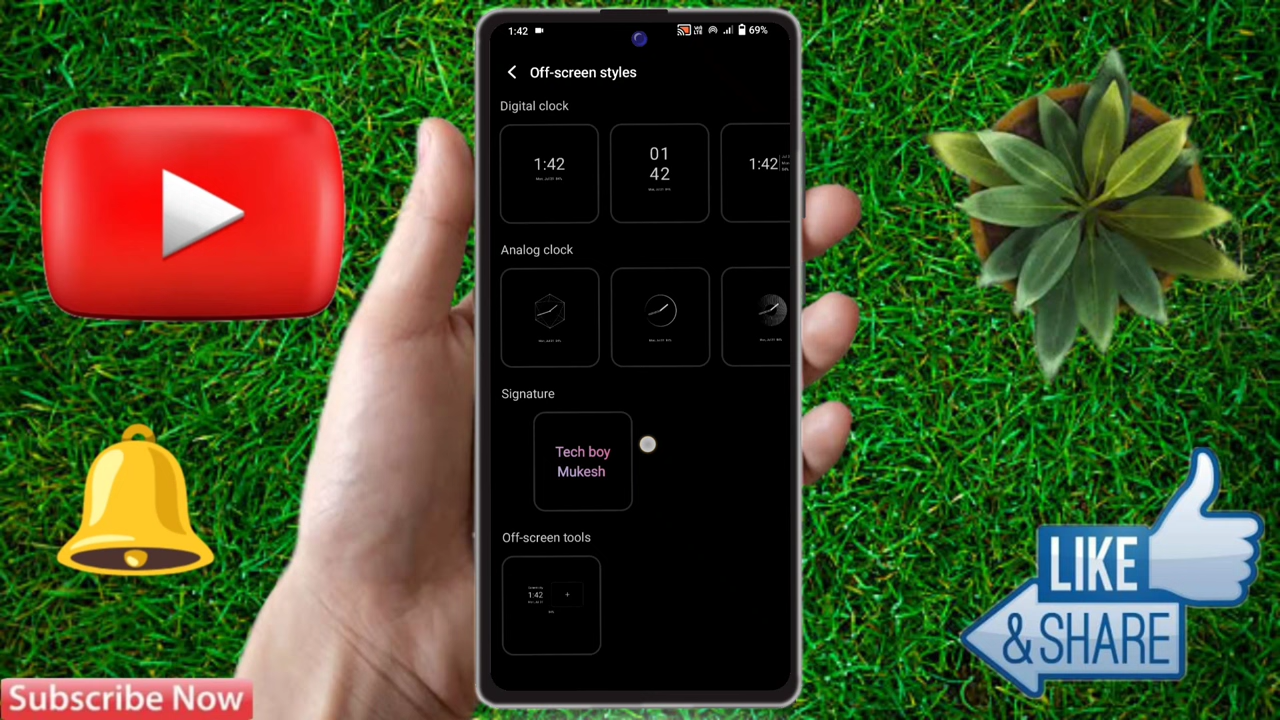 1:42
69%
Off-screen styles
Digital clock
1:42
01
42
1:42
Analog clock
Signature
Tech boy
Mukesh
Off-screen tools
1:42
+
LIKE
& SHARE
Subscribe Now